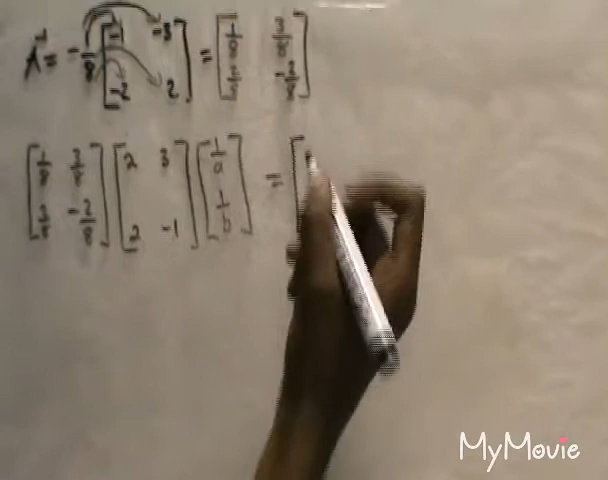 A⁻¹ = -1/8 [-1 -3; -2 2] = [1/8 3/8; 2/8 -2/8]
[1/8 3/8; 2/8 -2/8] [2 3; 2 -1] [1/a; 1/b] = [
MyMovie